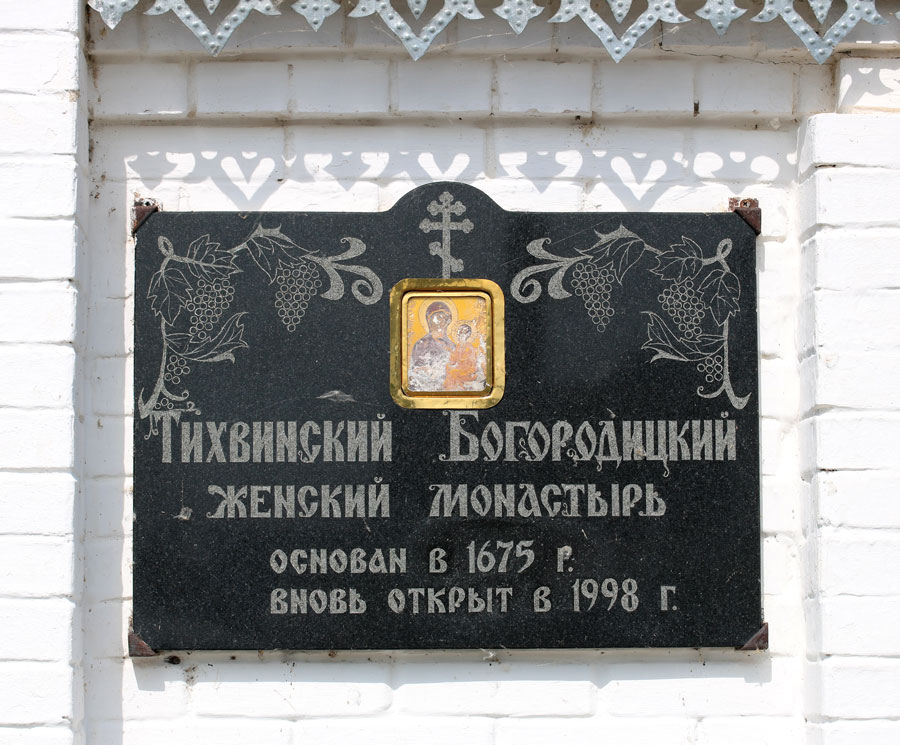 Тихвинский Богородицкий
женский монастырь
основан в 1675 г.
вновь открыт в 1998 г.